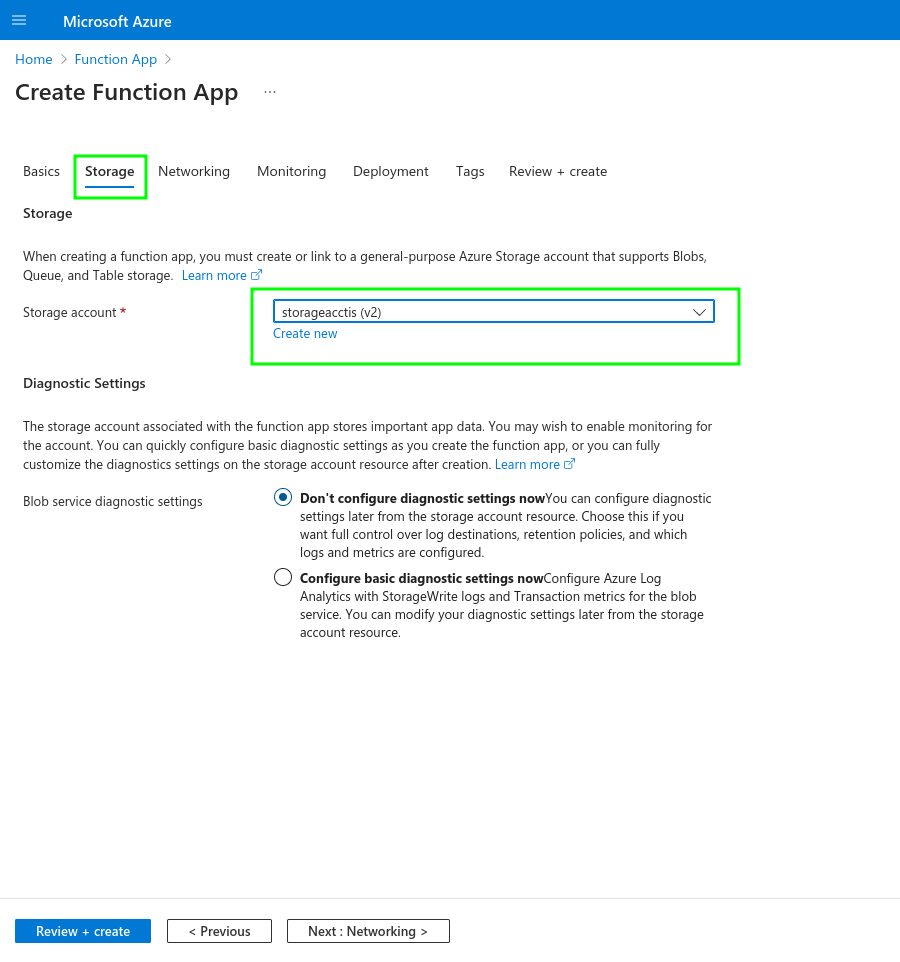 Microsoft Azure
Home > Function App >
Create Function App ...
Basics Storage Networking Monitoring Deployment Tags Review + create
Storage
When creating a function app, you must create or link to a general-purpose Azure Storage account that supports Blobs,
Queue, and Table storage. Learn more
Storage account *
storageacctis (v2)
Create new
Diagnostic Settings
The storage account associated with the function app stores important app data. You may wish to enable monitoring for
the account. You can quickly configure basic diagnostic settings as you create the function app, or you can fully
customize the diagnostics settings on the storage account resource after creation. Learn more
Blob service diagnostic settings
Don't configure diagnostic settings nowYou can configure diagnostic
settings later from the storage account resource. Choose this if you
want full control over log destinations, retention policies, and which
logs and metrics are configured.
Configure basic diagnostic settings nowConfigure Azure Log
Analytics with StorageWrite logs and Transaction metrics for the blob
service. You can modify your diagnostic settings later from the storage
account resource.
Review + create < Previous Next : Networking >